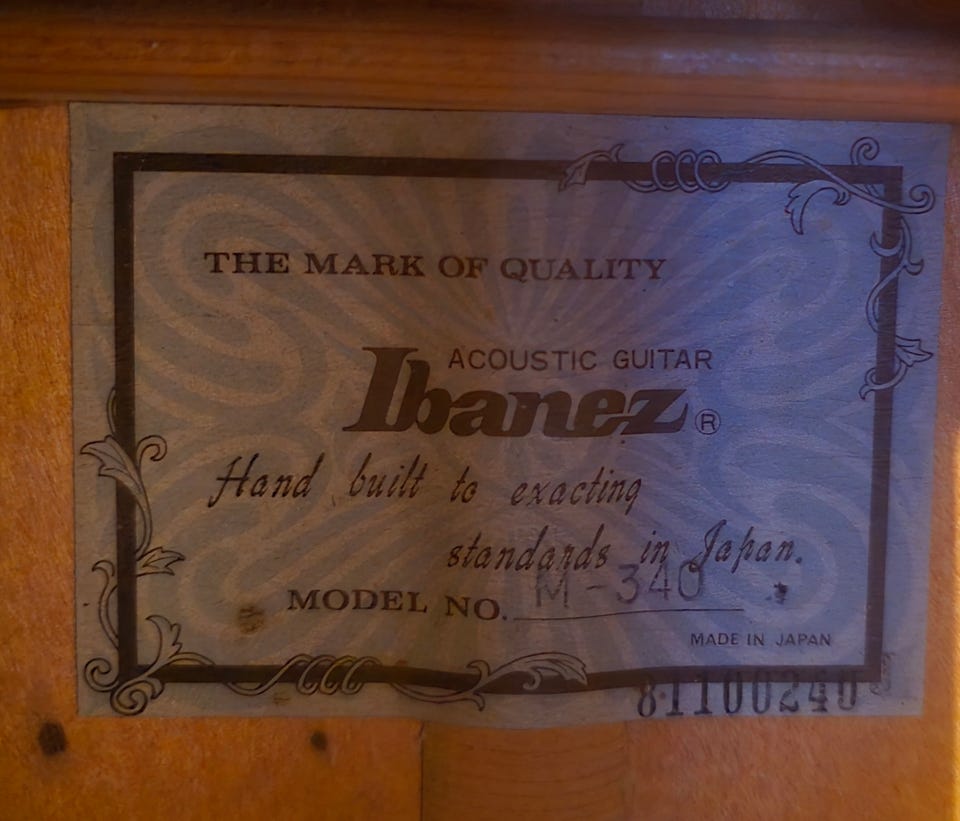 THE MARK OF QUALITY
ACOUSTIC GUITAR
Ibanez®
Hand built to exacting
standards in Japan.
MODEL NO. M-340
MADE IN JAPAN
81100240